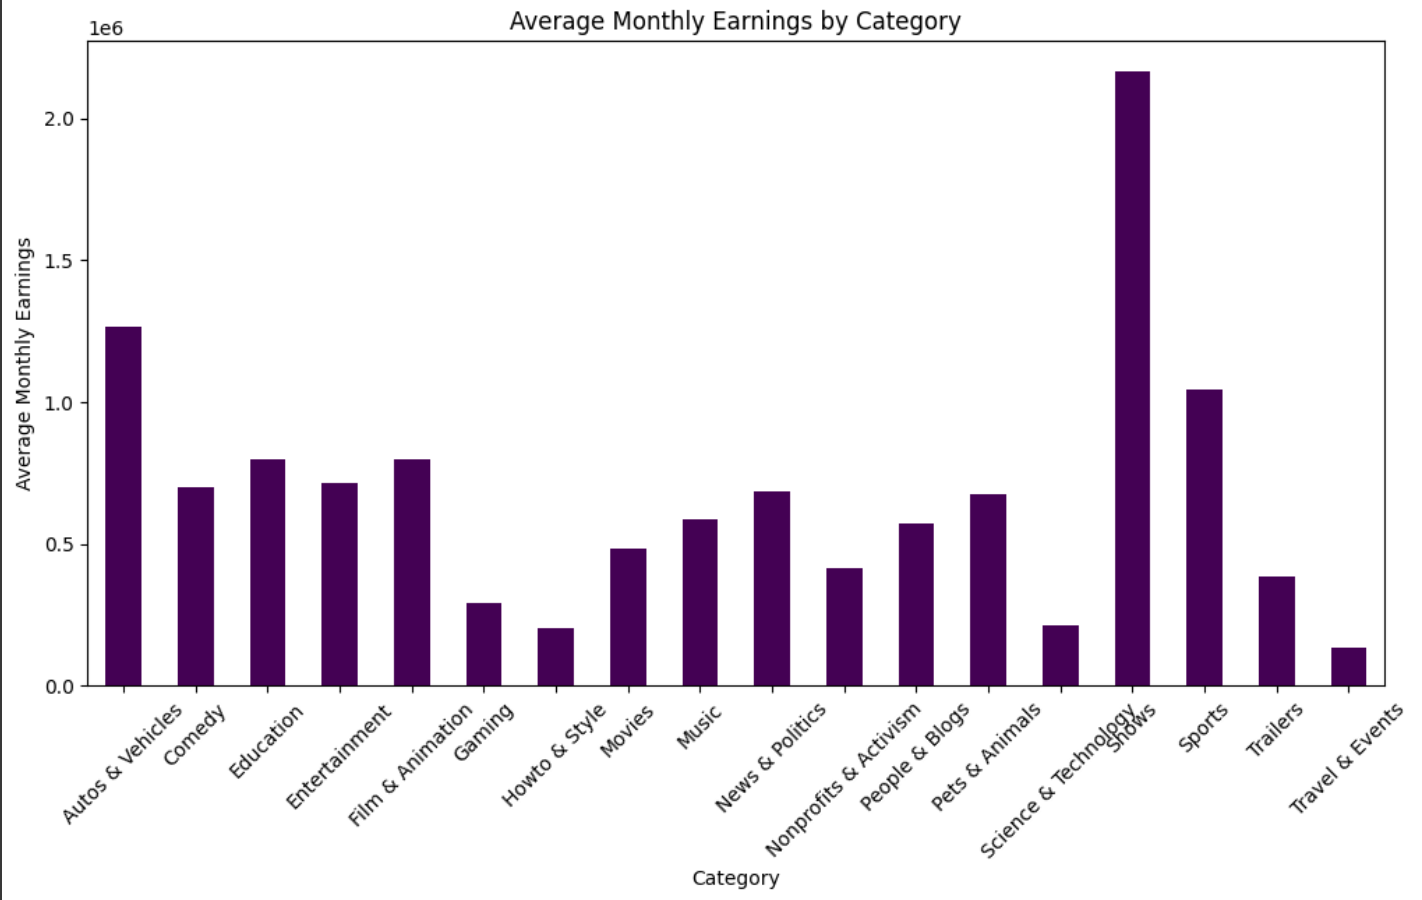 Average Monthly Earnings by Category
1e6
2.0
1.5
1.0
0.5
0.0
Average Monthly Earnings
Autos & Vehicles
Comedy
Education
Entertainment
Film & Animation
Gaming
Howto & Style
Movies
Music
News & Politics
Nonprofits & Activism
People & Blogs
Pets & Animals
Science & Technology
Shows
Sports
Trailers
Travel & Events
Category